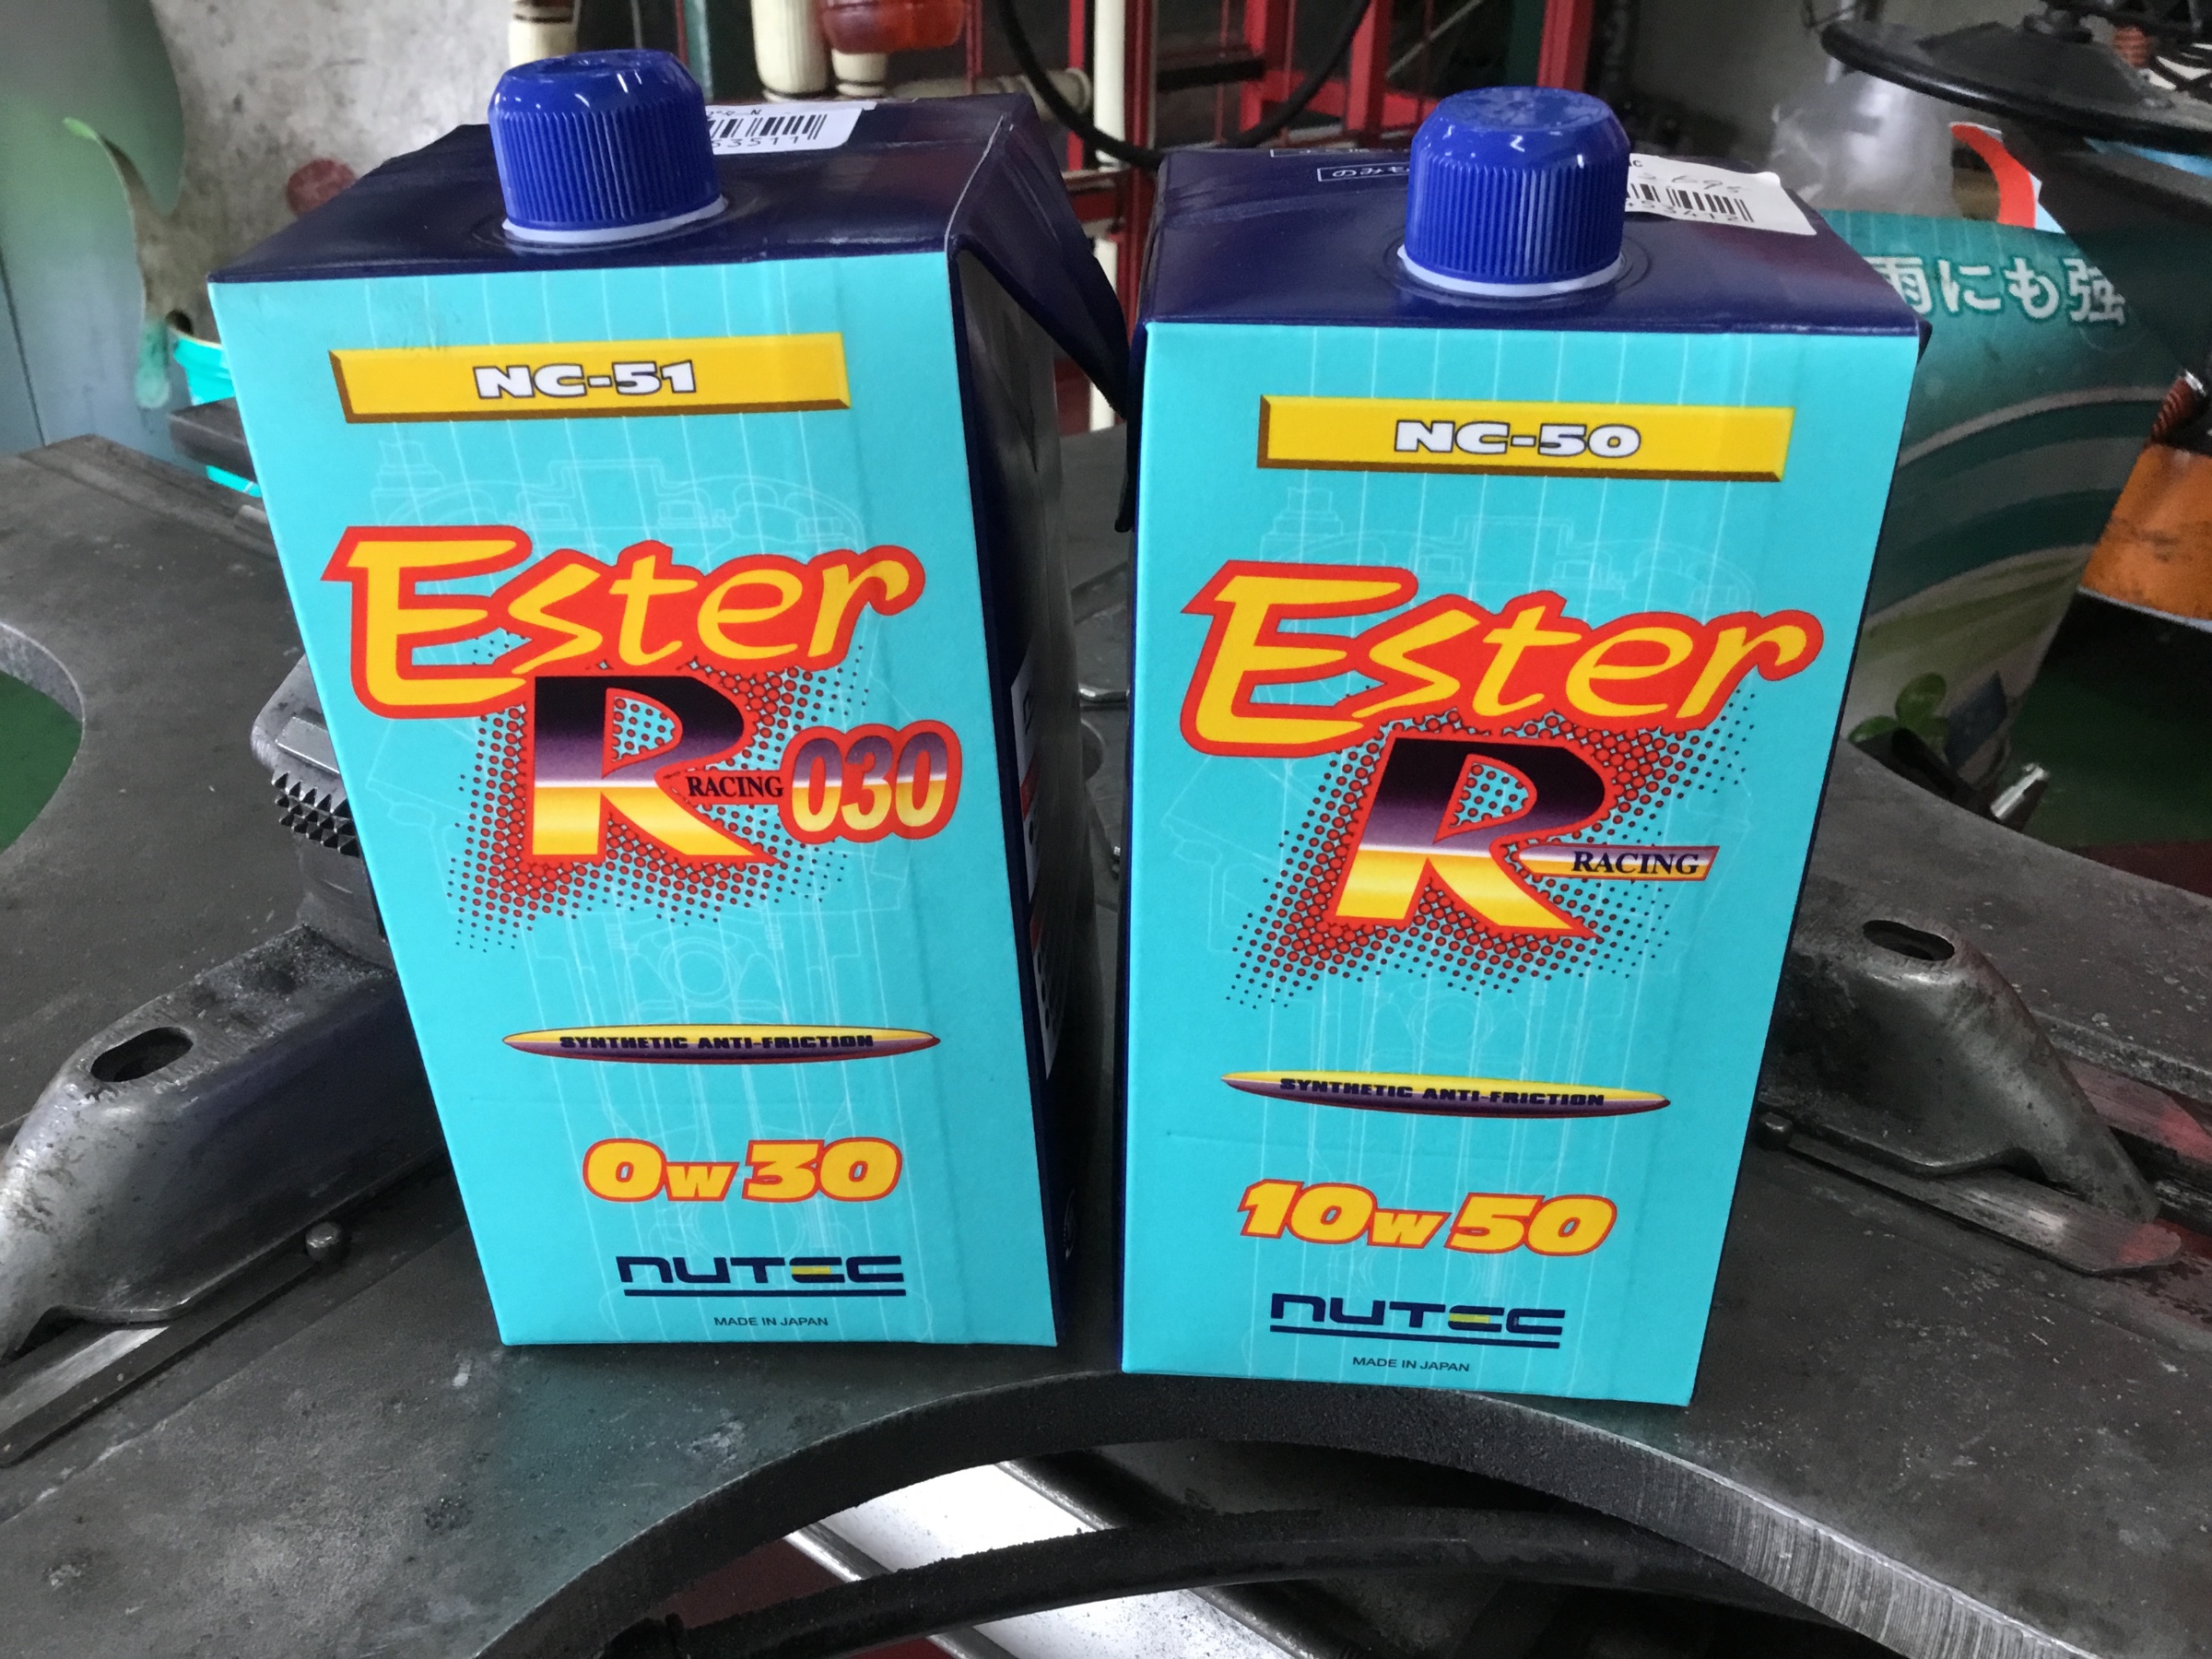 NC-51
Ester
R
RACING 030
SYNTHETIC ANTI-FRICTION
0W30
NUTEC
MADE IN JAPAN
NC-50
Ester
R
RACING
SYNTHETIC ANTI-FRICTION
10W50
NUTEC
MADE IN JAPAN
雨にも強